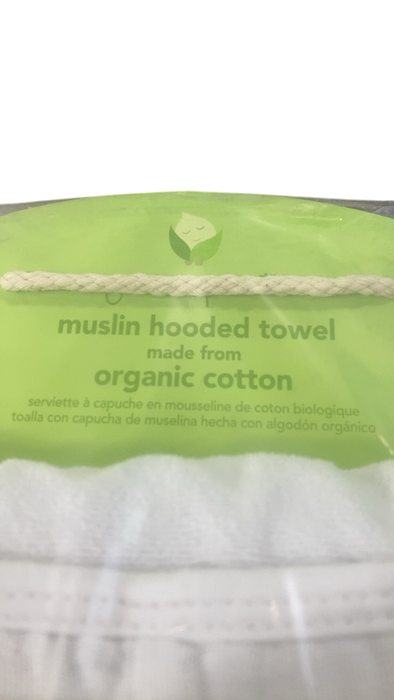 muslin hooded towel
made from
organic cotton
serviette à capuche en mousseline de coton biologique
toalla con capucha de muselina hecha con algodón orgánico